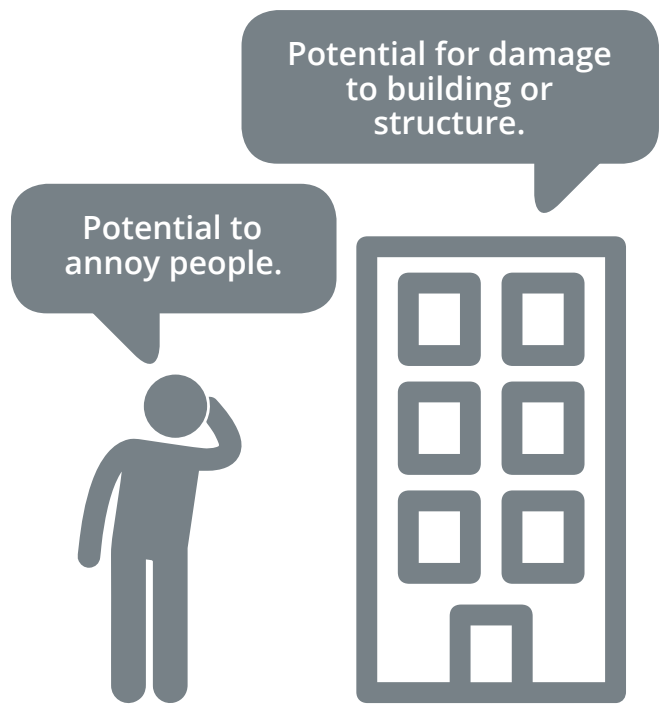 Potential for damage
to building or
structure.
Potential to
annoy people.